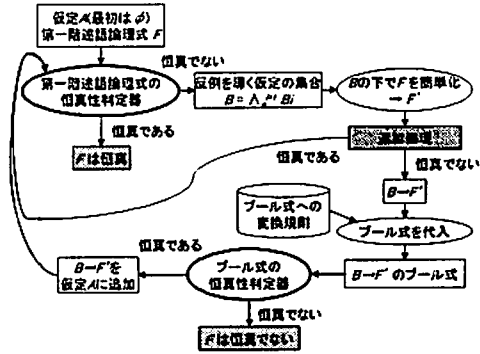 仮定A(最初はφ)
第一階述語論理式 F
第一階述語論理式の
恒真性判定器
恒真でない
反例を導く仮定の集合
B = Λ Bi
Bの下でFを簡単化
→ F'
恒真である
Fは恒真
恒真である
恒真でない
B→F'
ブール式への
変換規則
ブール式を代入
恒真である
B→F'を
仮定Aに追加
ブール式の
恒真性判定器
B→F' のブール式
恒真でない
Fは恒真でない